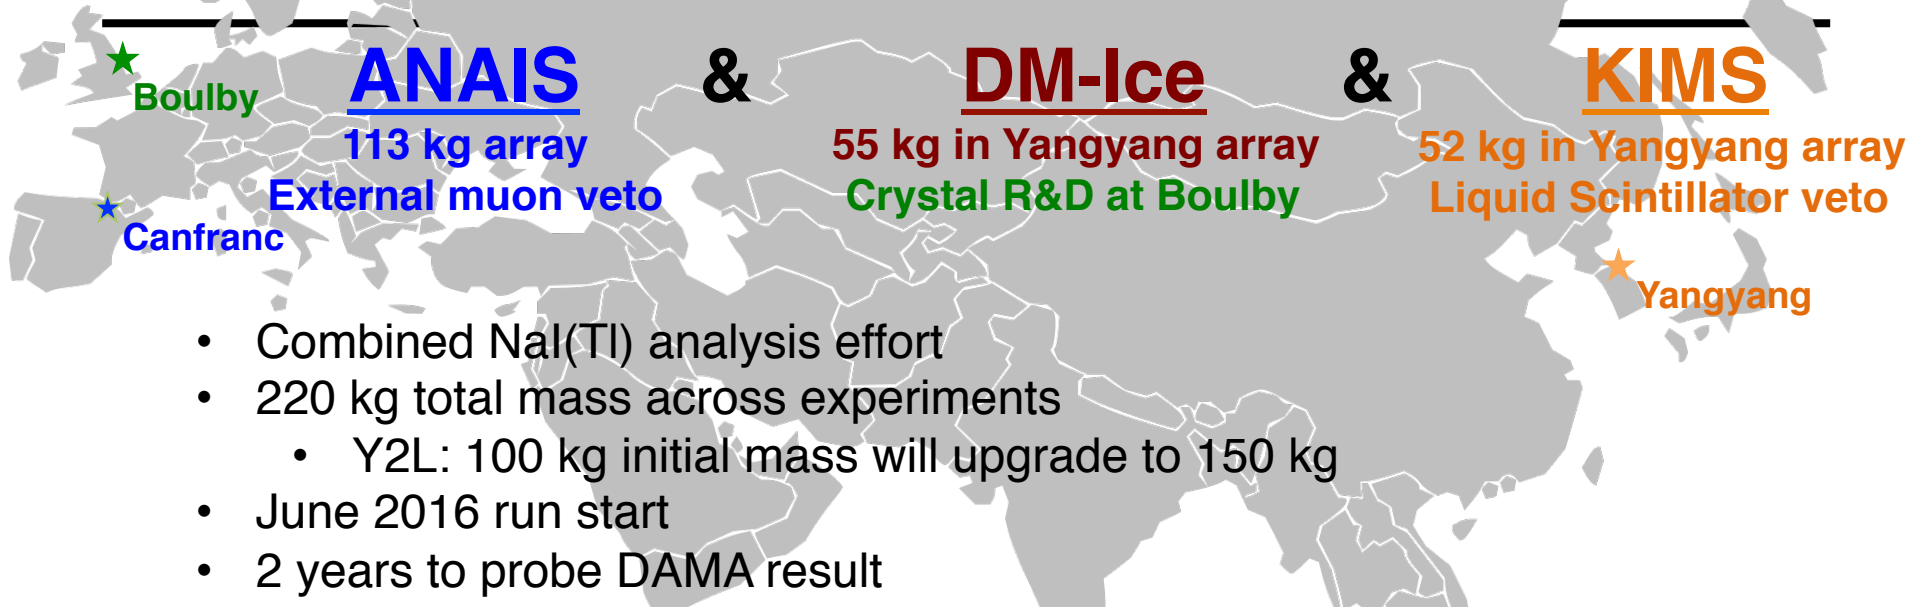 ANAIS & DM-Ice & KIMS
Boulby
113 kg array
55 kg in Yangyang array
52 kg in Yangyang array
External muon veto
Crystal R&D at Boulby
Liquid Scintillator veto
Canfranc
Yangyang
• Combined NaI(Tl) analysis effort
• 220 kg total mass across experiments
• Y2L: 100 kg initial mass will upgrade to 150 kg
• June 2016 run start
• 2 years to probe DAMA result